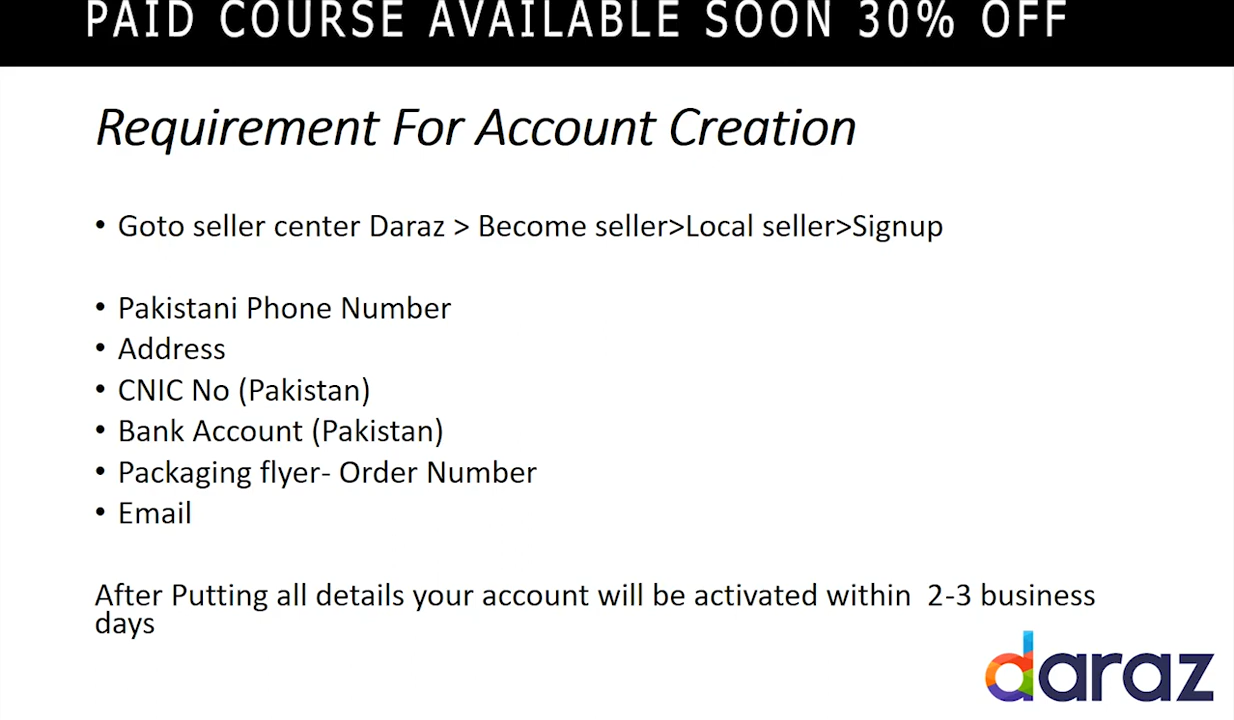 PAID COURSE AVAILABLE SOON 30% OFF
Requirement For Account Creation
• Goto seller center Daraz > Become seller>Local seller>Signup
• Pakistani Phone Number
• Address
• CNIC No (Pakistan)
• Bank Account (Pakistan)
• Packaging flyer- Order Number
• Email
After Putting all details your account will be activated within 2-3 business
days
daraz